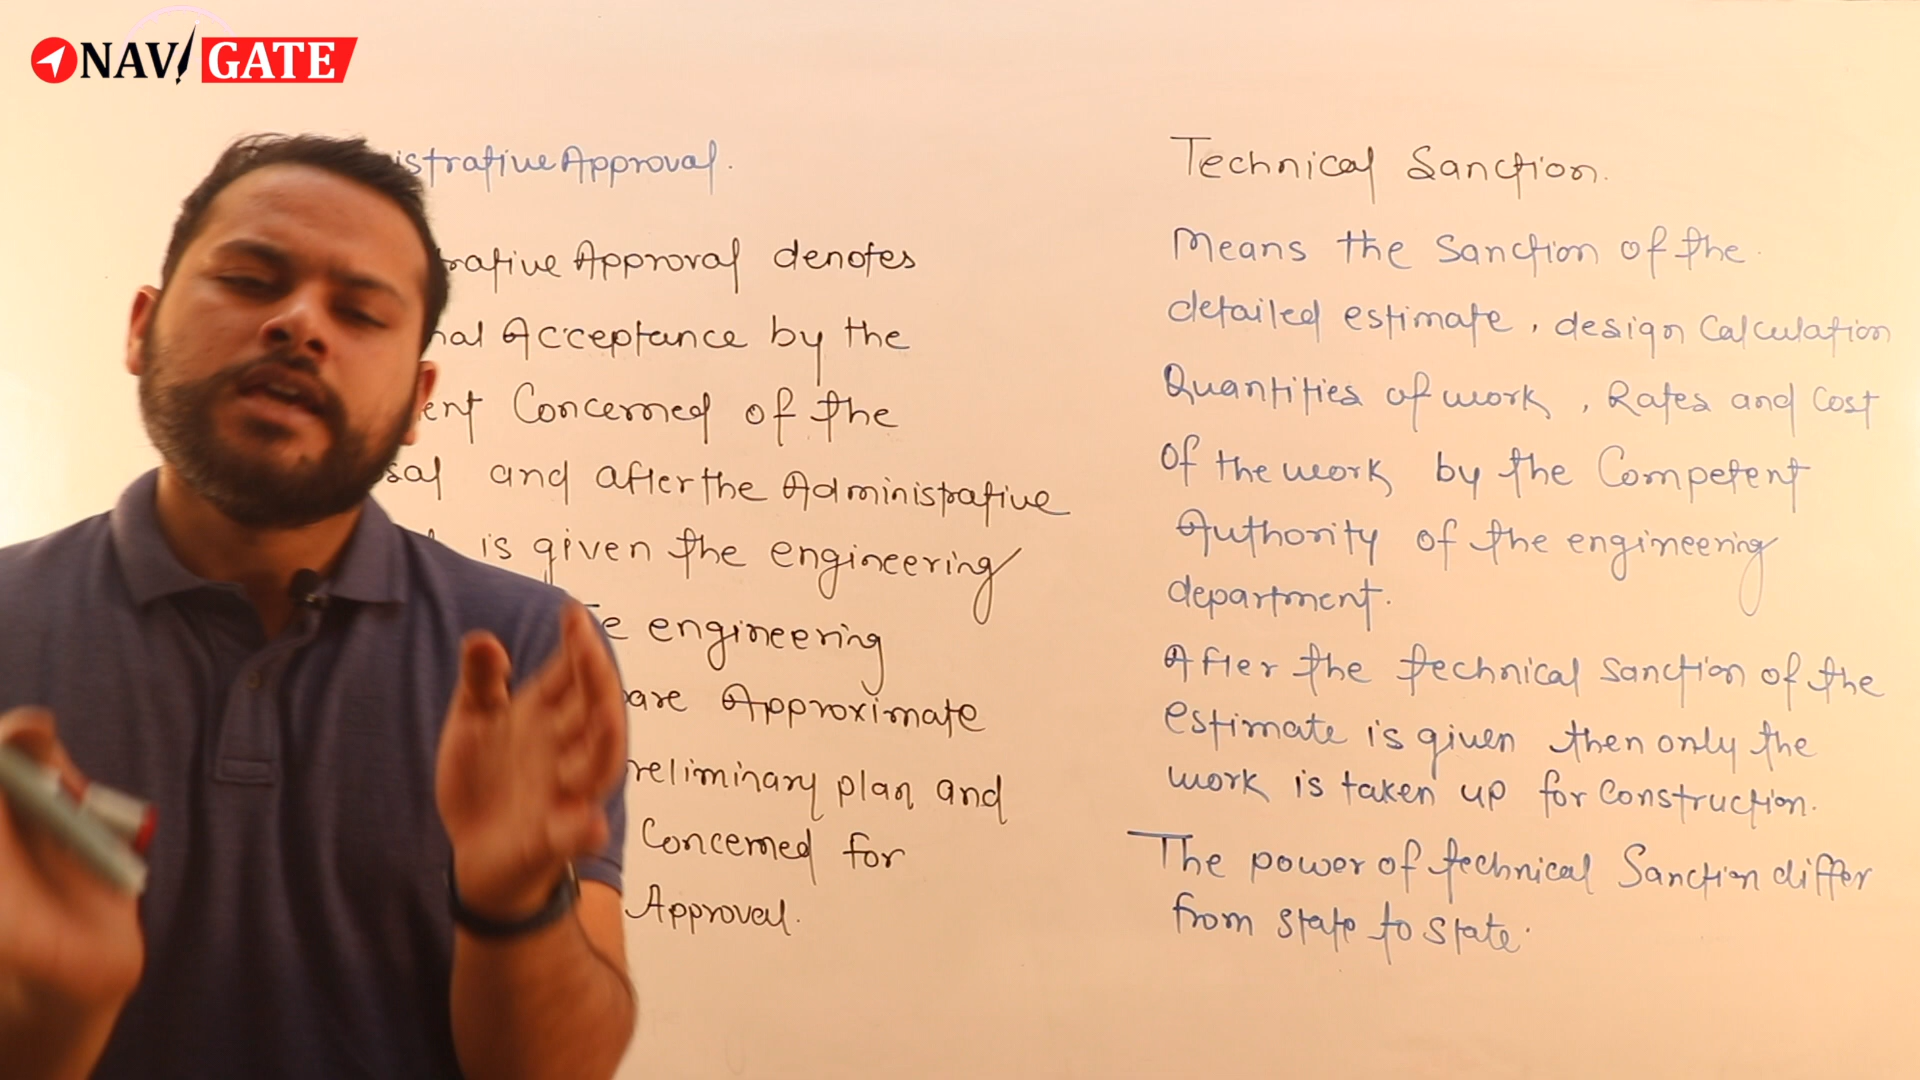 NAVIGATE
istrative Approval.
rative Approval denotes
nal Acceptance by the
ent Concerned of the
sal and after the Administrative
is given the engineering
e engineering
pare Approximate
reliminary plan and
Concerned for
Approval.
Technical Sanction.
Means the Sanction of the
detailed estimate, design Calculation
Quantities of work, Rates and Cost
Of the work by the Competent
Authority of the engineering
department.
After the technical Sanction of the
estimate is given then only the
work is taken up for Construction.
The power of technical Sanction differ
from state to state.